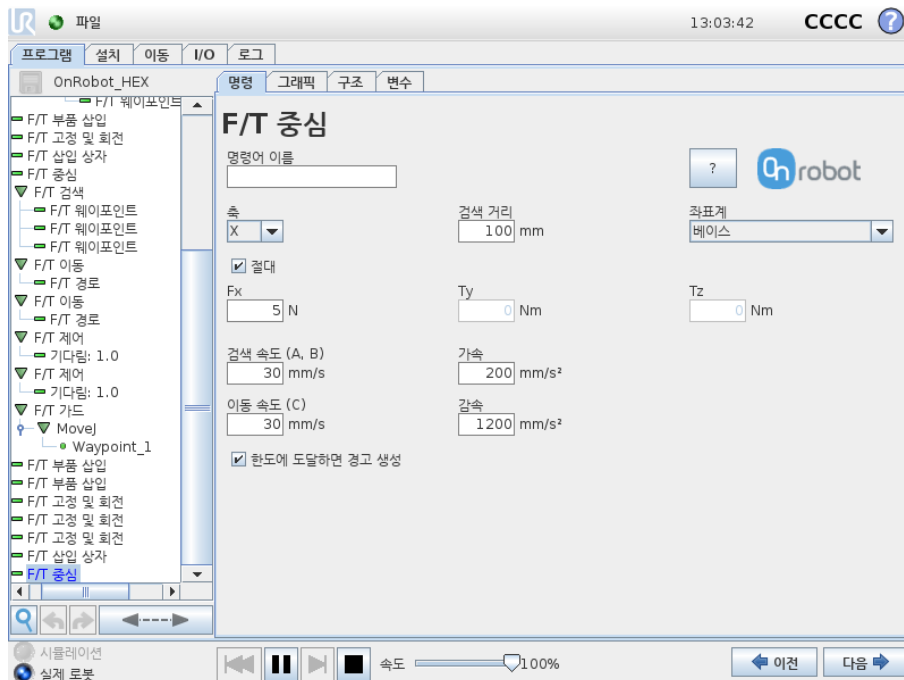 파일
13:03:42
CCCC
?
프로그램 설치 이동 I/O 로그
OnRobot_HEX
명령 그래픽 구조 변수
F/T 웨이포인트
F/T 부품 삽입
F/T 고정 및 회전
F/T 삽입 상자
F/T 중심
F/T 검색
F/T 웨이포인트
F/T 웨이포인트
F/T 웨이포인트
F/T 이동
F/T 경로
F/T 이동
F/T 경로
F/T 제어
기다림: 1.0
F/T 제어
기다림: 1.0
F/T 가드
MoveJ
Waypoint_1
F/T 부품 삽입
F/T 부품 삽입
F/T 고정 및 회전
F/T 고정 및 회전
F/T 고정 및 회전
F/T 삽입 상자
F/T 중심
F/T 중심
명령어 이름
?
On robot
축 검색 거리 좌표계
X 100 mm 베이스
절대
Fx Ty Tz
5 N 0 Nm 0 Nm
검색 속도 (A, B) 가속
30 mm/s 200 mm/s²
이동 속도 (C) 감속
30 mm/s 1200 mm/s²
한도에 도달하면 경고 생성
시뮬레이션
실제 로봇
속도 100%
이전 다음